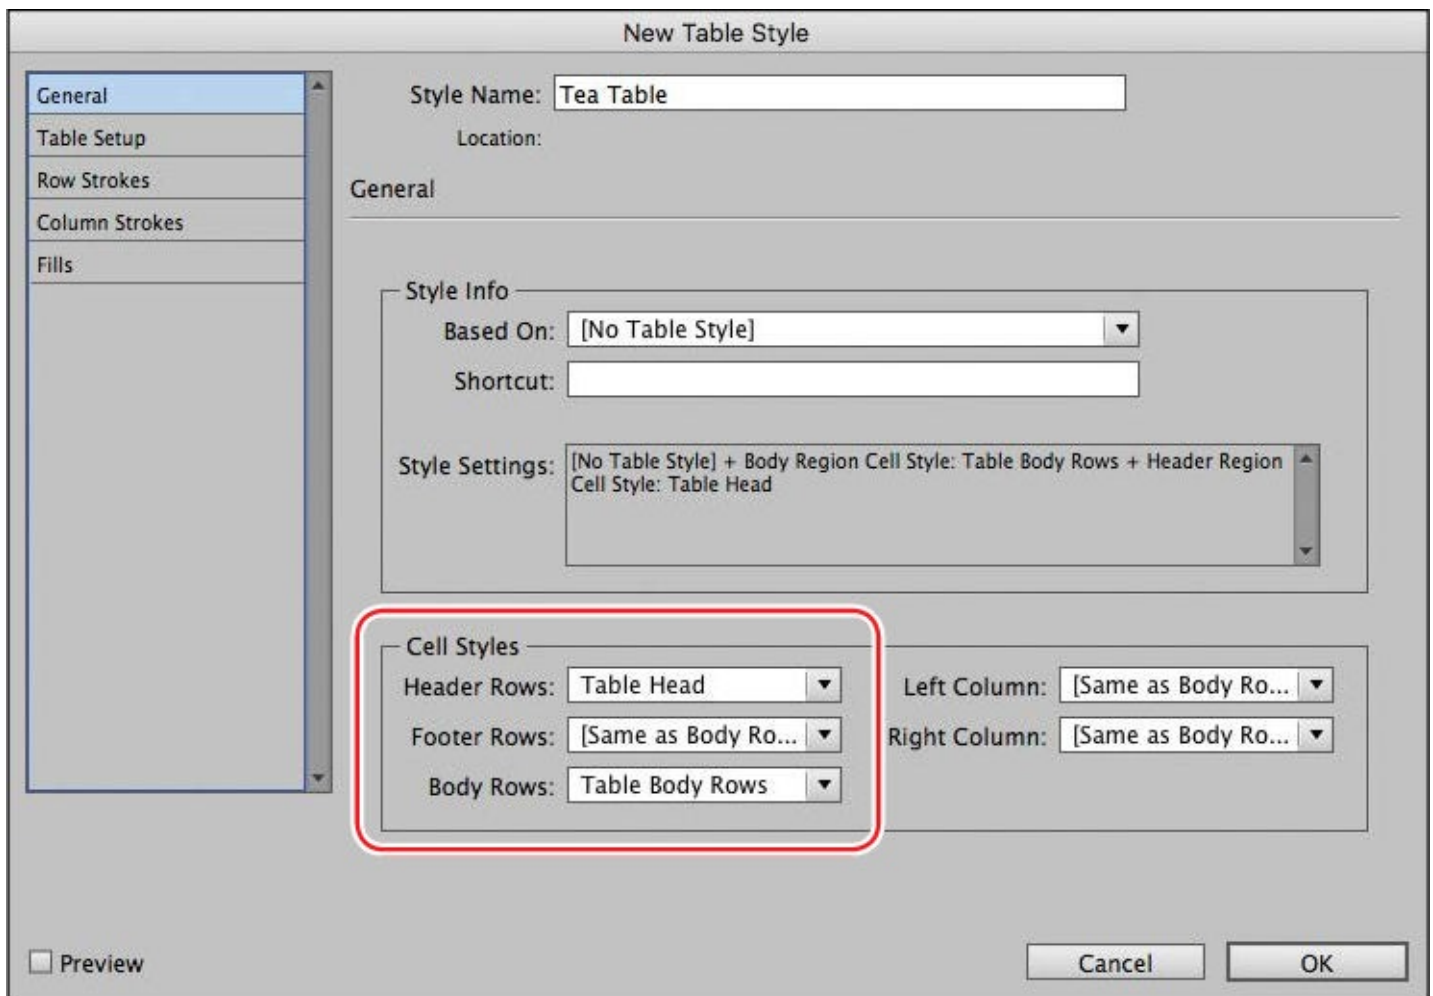 New Table Style
General
Table Setup
Row Strokes
Column Strokes
Fills
Style Name: Tea Table
Location:
General
Style Info
Based On: [No Table Style]
Shortcut:
Style Settings: [No Table Style] + Body Region Cell Style: Table Body Rows + Header Region
Cell Style: Table Head
Cell Styles
Header Rows: Table Head
Left Column: [Same as Body Ro...
Footer Rows: [Same as Body Ro...
Right Column: [Same as Body Ro...
Body Rows: Table Body Rows
Preview
Cancel
OK